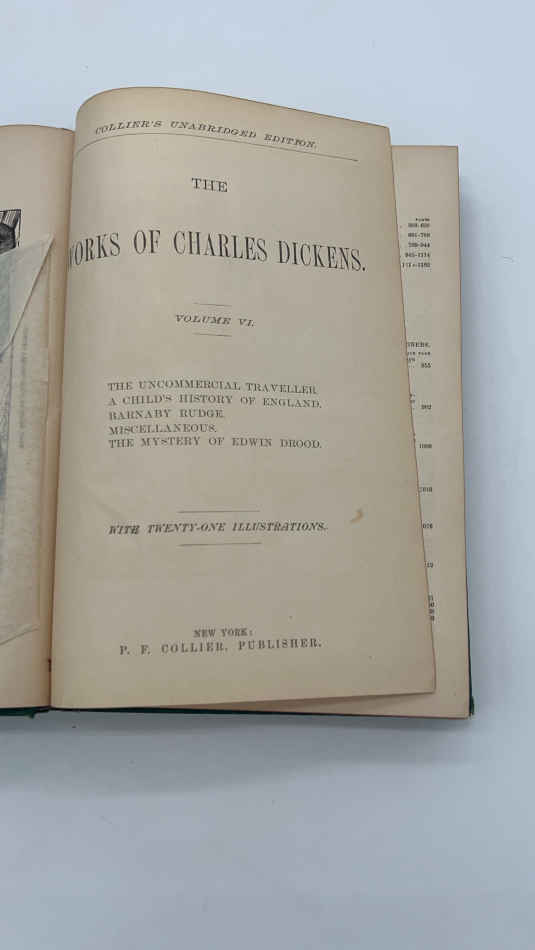 COLLIER'S UNABRIDGED EDITION.
THE
WORKS OF CHARLES DICKENS.
VOLUME VI.
THE UNCOMMERCIAL TRAVELLER.
A CHILD'S HISTORY OF ENGLAND.
BARNABY RUDGE.
MISCELLANEOUS.
THE MYSTERY OF EDWIN DROOD.
WITH TWENTY-ONE ILLUSTRATIONS.
NEW YORK:
P. F. COLLIER, PUBLISHER.